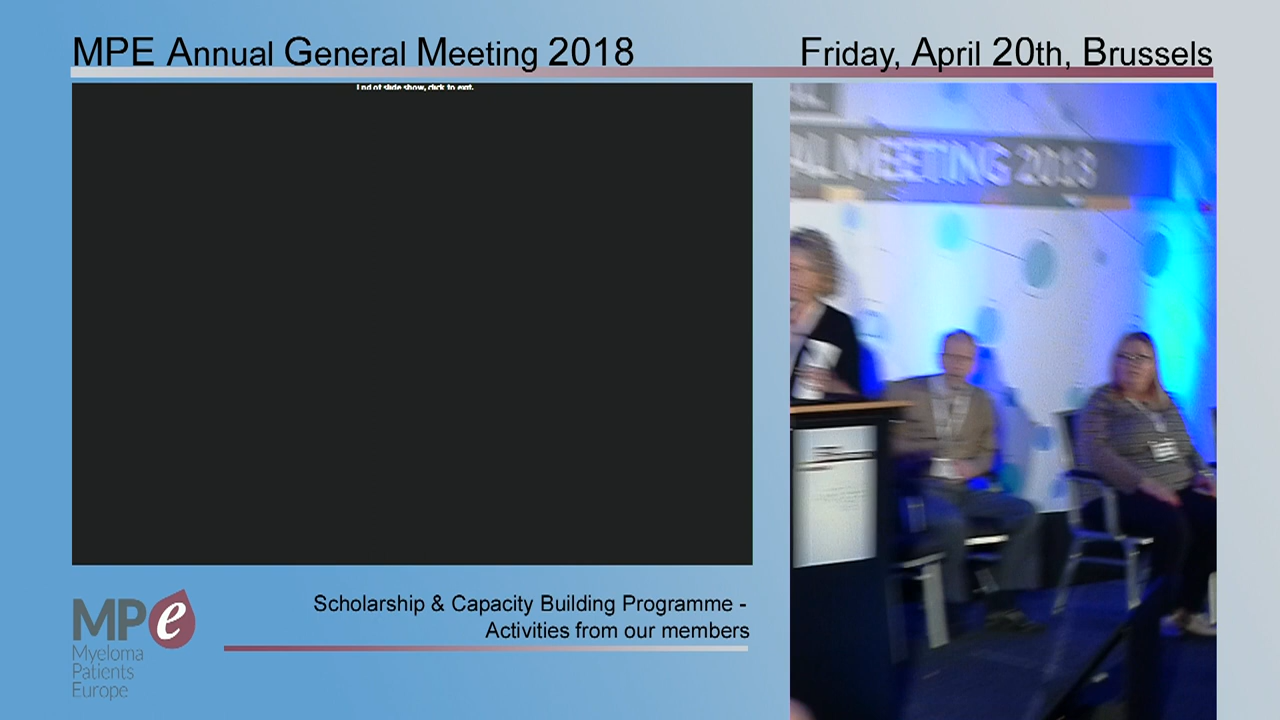 MPE Annual General Meeting 2018
Friday, April 20th, Brussels
End of slide show, click to exit.
AL MEETING 2018
Scholarship & Capacity Building Programme -
Activities from our members
MPe
Myeloma
Patients
Europe